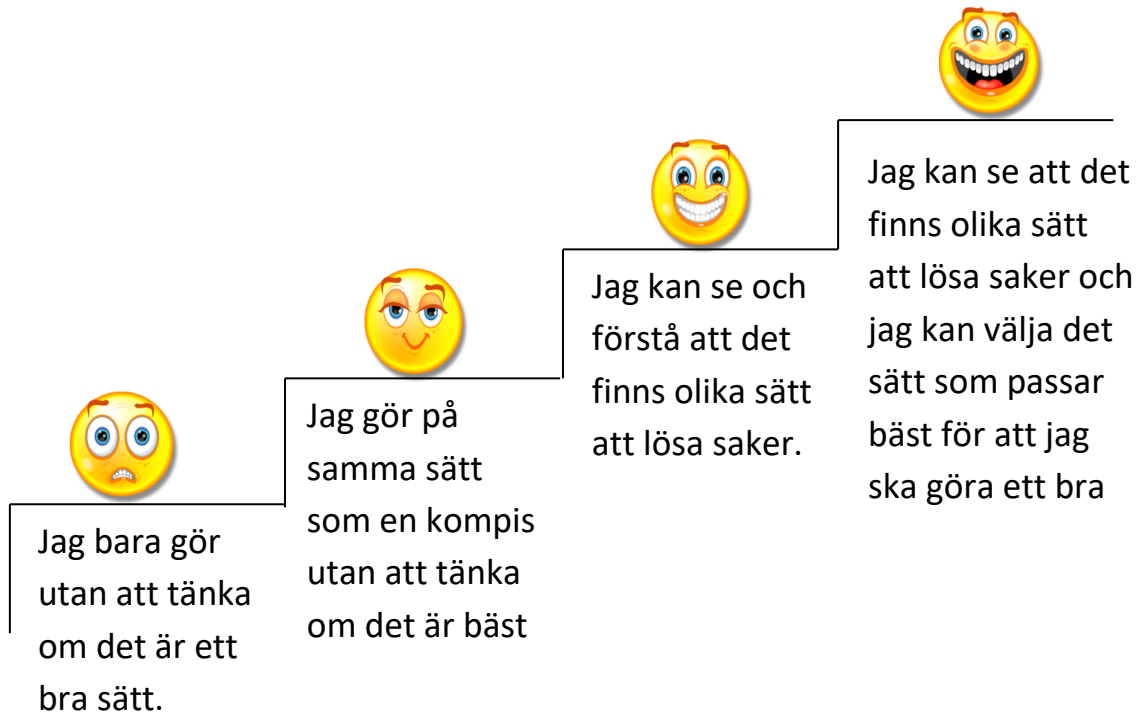 Jag bara gör
utan att tänka
om det är ett
bra sätt.
Jag gör på
samma sätt
som en kompis
utan att tänka
om det är bäst
Jag kan se och
förstå att det
finns olika sätt
att lösa saker.
Jag kan se att det
finns olika sätt
att lösa saker och
jag kan välja det
sätt som passar
bäst för att jag
ska göra ett bra